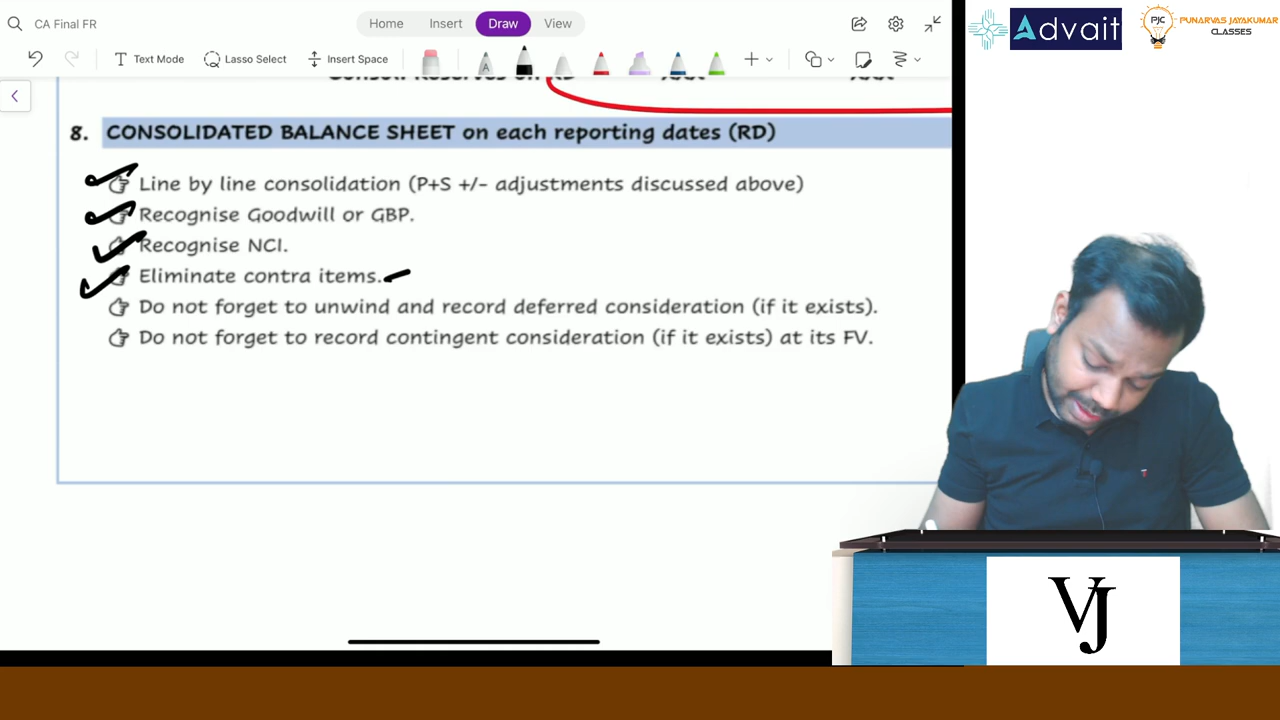 CA Final FR
Home
Insert
Draw
View
Advait
PJC
PUNARVAS JAYAKUMAR
CLASSES
Text Mode
Lasso Select
Insert Space
8. CONSOLIDATED BALANCE SHEET on each reporting dates (RD)
Line by line consolidation (P+S +/- adjustments discussed above)
Recognise Goodwill or GBP.
Recognise NCI.
Eliminate contra items.
Do not forget to unwind and record deferred consideration (if it exists).
Do not forget to record contingent consideration (if it exists) at its FV.
VJ